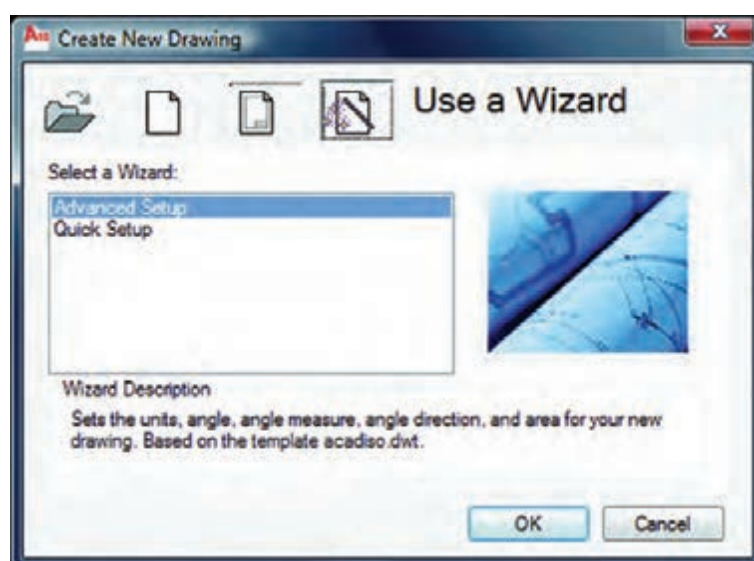 Create New Drawing
Use a Wizard
Select a Wizard:
Advanced Setup
Quick Setup
Wizard Description
Sets the units, angle, angle measure, angle direction, and area for your new
drawing. Based on the template acadiso.dwt.
OK
Cancel